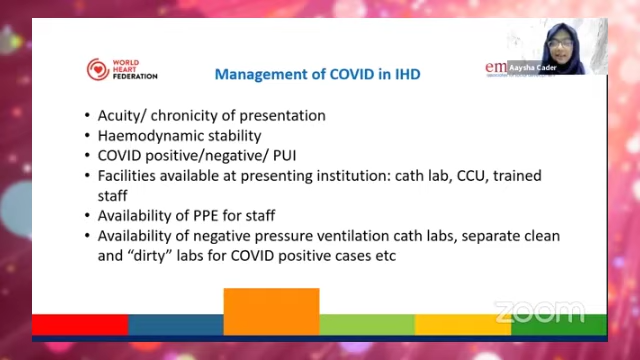 WORLD
HEART
FEDERATION
Management of COVID in IHD
em
Aaysha Cader
• Acuity/ chronicity of presentation
• Haemodynamic stability
• COVID positive/negative/ PUI
• Facilities available at presenting institution: cath lab, CCU, trained
staff
• Availability of PPE for staff
• Availability of negative pressure ventilation cath labs, separate clean
and “dirty” labs for COVID positive cases etc
zoom